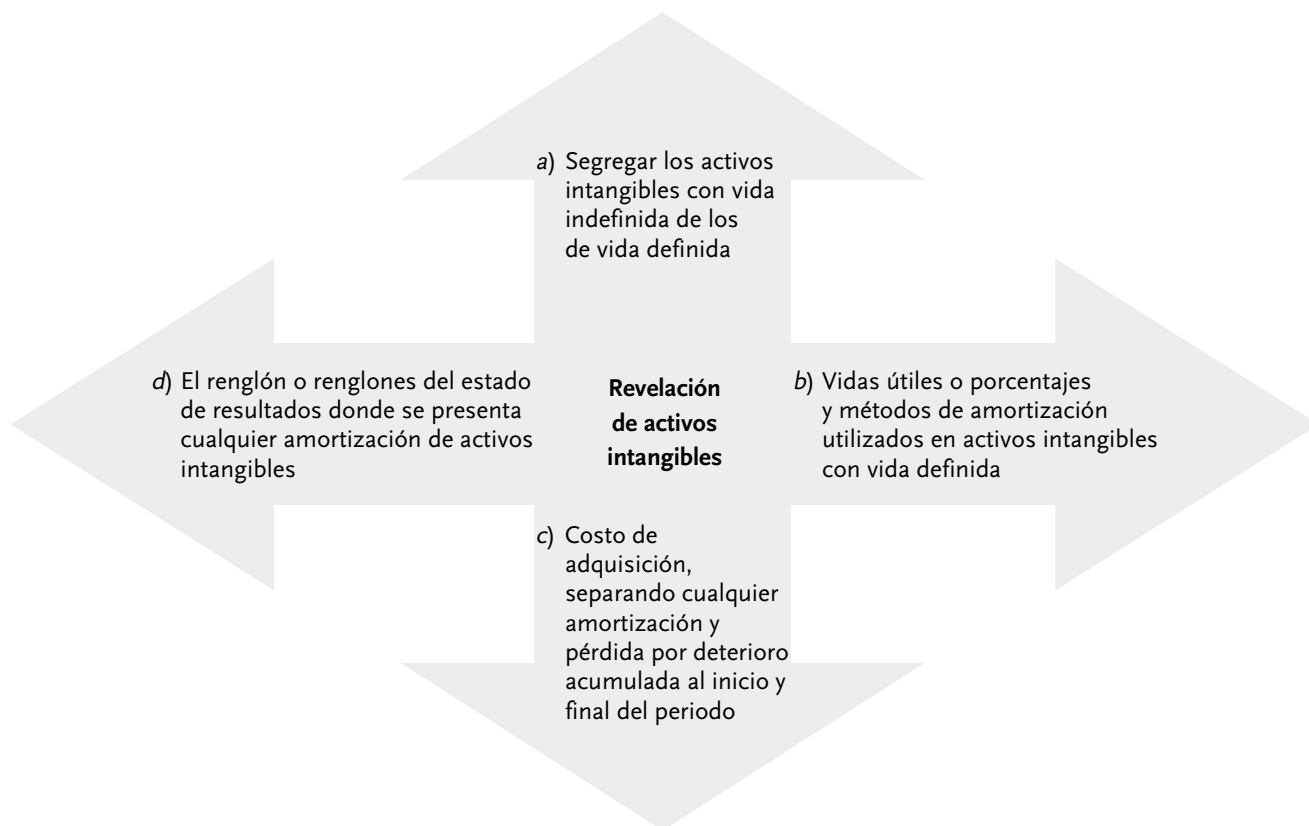 a) Segregar los activos
intangibles con vida
indefinida de los
de vida definida
d) El renglón o renglones del estado
de resultados donde se presenta
cualquier amortización de activos
intangibles
Revelación
de activos
intangibles
b) Vidas útiles o porcentajes
y métodos de amortización
utilizados en activos intangibles
con vida definida
c) Costo de
adquisición,
separando cualquier
amortización y
pérdida por deterioro
acumulada al inicio y
final del periodo